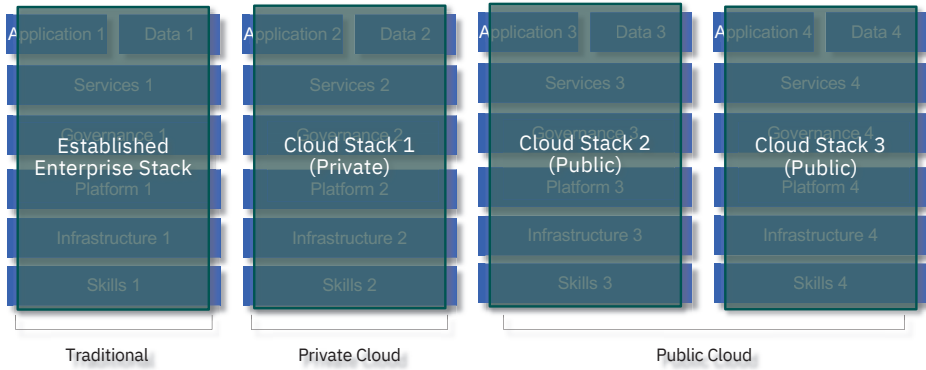 Application 1 Data 1 Application 2 Data 2 Application 3 Data 3 Application 4 Data 4
Services 1 Services 2 Services 3 Services 4
Governance 1 Governance 2 Governance 3 Governance 4
Established Enterprise Stack
Cloud Stack 1 (Private)
Cloud Stack 2 (Public)
Cloud Stack 3 (Public)
Platform 1 Platform 2 Platform 3 Platform 4
Infrastructure 1 Infrastructure 2 Infrastructure 3 Infrastructure 4
Skills 1 Skills 2 Skills 3 Skills 4
Traditional Private Cloud Public Cloud